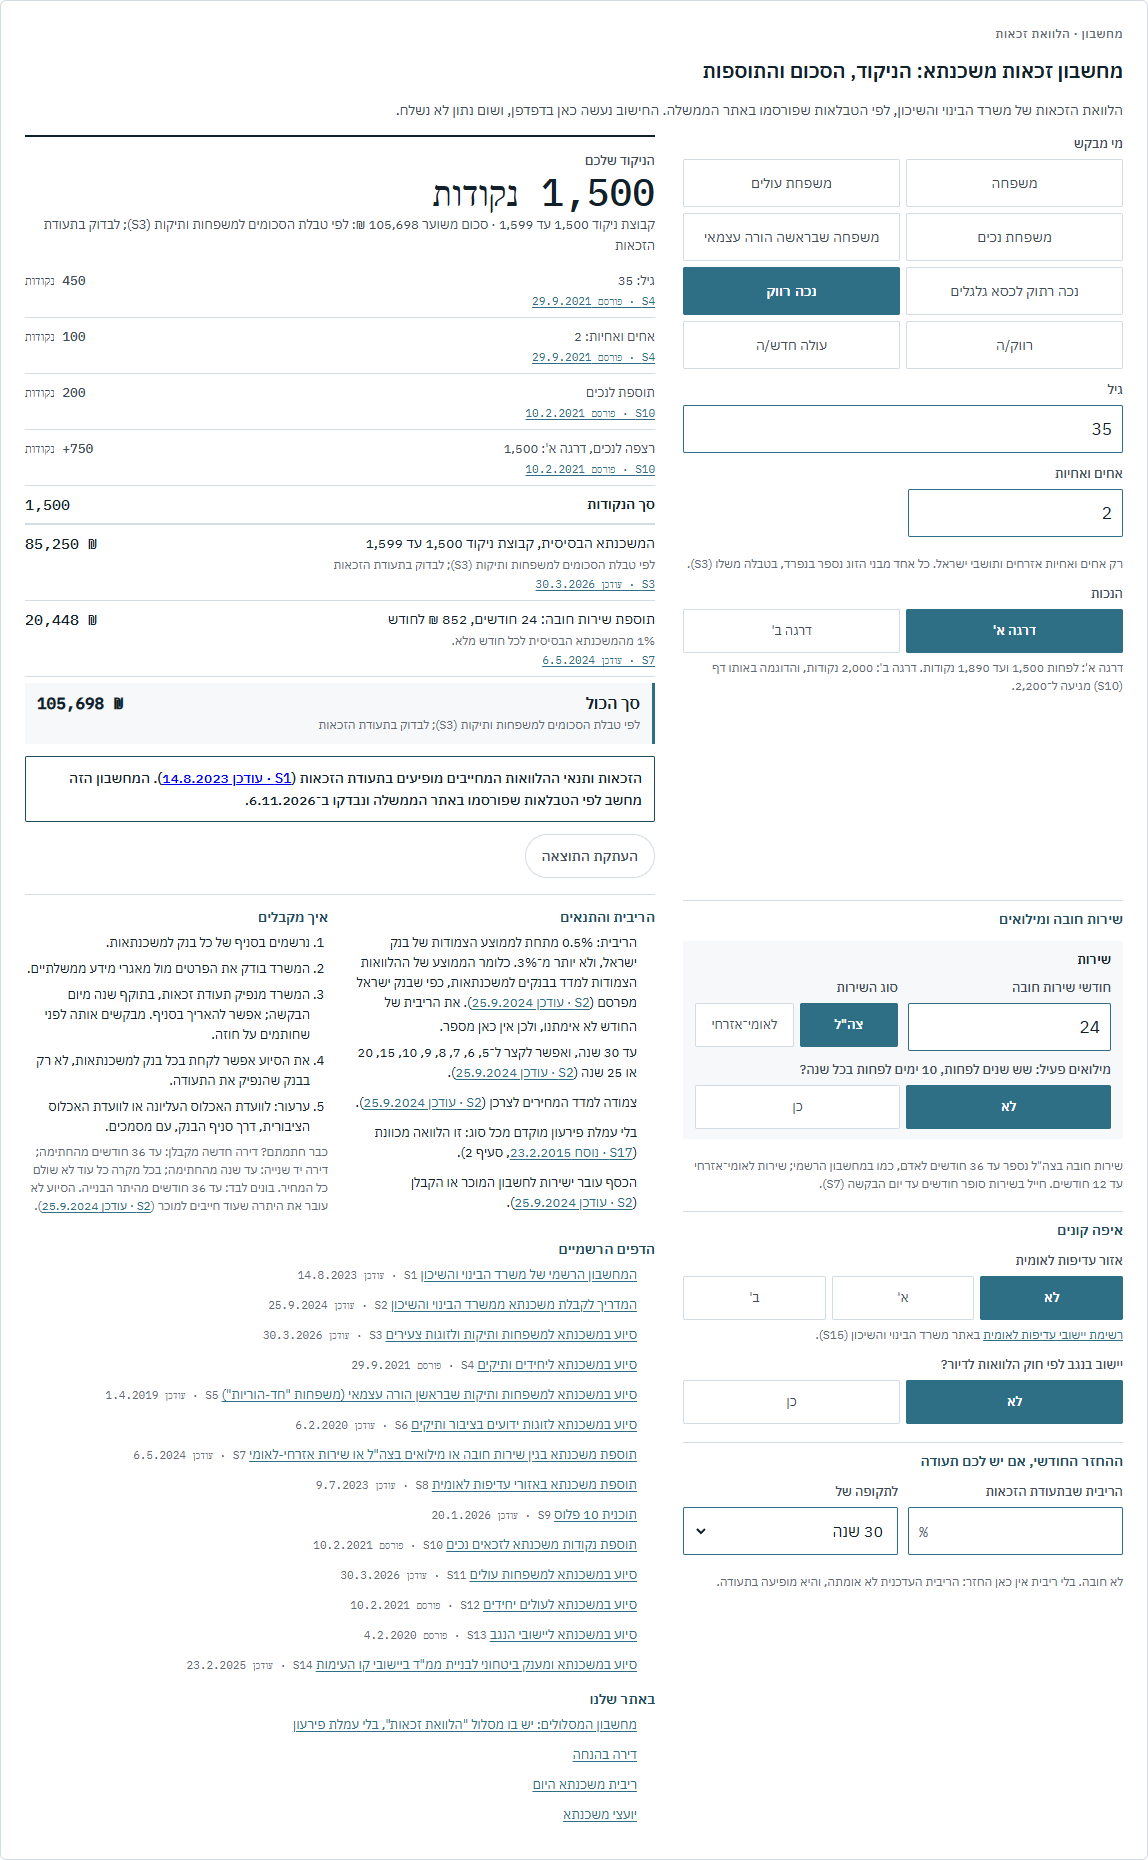 מחשבון · הלוואת זכאות
מחשבון זכאות משכנתא: הניקוד, הסכום והתוספות
הלוואת הזכאות של משרד הבינוי והשיכון, לפי הטבלאות שפורסמו באתר הממשלה. החישוב נעשה כאן בדפדפן, ושום נתון לא נשלח.
מי מבקש
משפחה
משפחת עולים
משפחת נכים
משפחה שבראשה הורה עצמאי
נכה רתוק לכסא גלגלים
נכה רווק
רווק/ה
עולה חדש/ה
גיל
35
אחים ואחיות
2
רק אחים ואחיות אזרחים ותושבי ישראל. כל אחד מבני הזוג נספר בנפרד, בטבלה משלו (S3).
הנכות
דרגה א'
דרגה ב'
דרגה א': לפחות 1,500 ועד 1,890 נקודות. דרגה ב': 2,000 נקודות, והדוגמה באותו דף
(S10) מגיעה ל־2,200.
הניקוד שלכם
1,500 נקודות
קבוצת ניקוד 1,500 עד 1,599 · סכום משוער 105,698 ₪: לפי טבלת הסכומים למשפחות ותיקות (S3); לבדוק בתעודת
הזכאות
גיל: 35
450 נקודות
S4 · פורסם 29.9.2021
אחים ואחיות: 2
100 נקודות
S4 · פורסם 29.9.2021
תוספת לנכים
200 נקודות
S10 · פורסם 10.2.2021
רצפה לנכים, דרגה א': 1,500
+750 נקודות
S10 · פורסם 10.2.2021
סך הנקודות
1,500
המשכנתא הבסיסית, קבוצת ניקוד 1,500 עד 1,599
85,250 ₪
לפי טבלת הסכומים למשפחות ותיקות (S3); לבדוק בתעודת הזכאות
S3 · עודכן 30.3.2026
תוספת שירות חובה: 24 חודשים, 852 ₪ לחודש
20,448 ₪
1% מהמשכנתא הבסיסית לכל חודש מלא.
S7 · עודכן 6.5.2024
סך הכול
105,698 ₪
לפי טבלת הסכומים למשפחות ותיקות (S3); לבדוק בתעודת הזכאות
הזכאות ותנאי ההלוואות המחייבים מופיעים בתעודת הזכאות (S1 · עודכן 14.8.2023). המחשבון הזה
מחשב לפי הטבלאות שפורסמו באתר הממשלה ונבדקו ב־6.11.2026.
העתקת התוצאה
שירות חובה ומילואים
שירות
חודשי שירות חובה
סוג השירות
24
צה"ל
לאומי־אזרחי
מילואים פעיל: שש שנים לפחות, 10 ימים לפחות בכל שנה?
לא
כן
שירות חובה בצה"ל נספר עד 36 חודשים לאדם, כמו במחשבון הרשמי; שירות לאומי־אזרחי
עד 12 חודשים. חייל בשירות סופר חודשים עד יום הבקשה (S7).
איפה קונים
אזור עדיפות לאומית
לא
א'
ב'
רשימת יישובי עדיפות לאומית באתר משרד הבינוי והשיכון (S15).
יישוב בנגב לפי חוק הלוואות לדיור?
לא
כן
ההחזר החודשי, אם יש לכם תעודה
הריבית שבתעודת הזכאות
לתקופה של
%
30 שנה
לא חובה. בלי ריבית אין כאן החזר: הריבית העדכנית לא אומתה, והיא מופיעה בתעודה.
הריבית והתנאים
הריבית: 0.5% מתחת לממוצע הצמודות של בנק
ישראל, ולא יותר מ־3%. כלומר הממוצע של ההלוואות
הצמודות למדד בבנקים למשכנתאות, כפי שבנק ישראל
מפרסם (S2 · עודכן 25.9.2024). את הריבית של
החודש לא אימתנו, ולכן אין כאן מספר.
עד 30 שנה, ואפשר לקצר ל־5, 6, 7, 8, 9, 10, 15, 20
או 25 שנה (S2 · עודכן 25.9.2024).
צמודה למדד המחירים לצרכן (S2 · עודכן 25.9.2024).
בלי עמלת פירעון מוקדם מכל סוג: זו הלוואה מכוונת
(S17 · נוסח 23.2.2015, סעיף 2).
הכסף עובר ישירות לחשבון המוכר או הקבלן
(S2 · עודכן 25.9.2024).
איך מקבלים
1. נרשמים בסניף של כל בנק למשכנתאות.
2. המשרד בודק את הפרטים מול מאגרי מידע ממשלתיים.
3. המשרד מנפיק תעודת זכאות, בתוקף שנה מיום
הבקשה; אפשר להאריך בסניף. מבקשים אותה לפני
שחותמים על חוזה.
4. את הסיוע אפשר לקחת בכל בנק למשכנתאות, לא רק
בבנק שהנפיק את התעודה.
5. ערעור: לוועדת האכלוס העליונה או לוועדת האכלוס
הציבורית, דרך סניף הבנק, עם מסמכים.
כבר חתמתם? דירה חדשה מקבלן: עד 36 חודשים מהחתימה;
דירה יד שנייה: עד שנה מהחתימה; בכל מקרה כל עוד לא שולם
כל המחיר. בונים לבד: עד 36 חודשים מהיתר הבנייה. הסיוע לא
עובר את היתרה שעוד חייבים למוכר (S2 · עודכן 25.9.2024).
הדפים הרשמיים
המחשבון הרשמי של משרד הבינוי והשיכון S1 · עודכן 14.8.2023
המדריך לקבלת משכנתא ממשרד הבינוי והשיכון S2 · עודכן 25.9.2024
סיוע במשכנתא למשפחות ותיקות ולזוגות צעירים S3 · עודכן 30.3.2026
סיוע במשכנתא ליחידים ותיקים S4 · פורסם 29.9.2021
סיוע במשכנתא למשפחות ותיקות שבראשן הורה עצמאי (משפחות "חד-הוריות") S5 · עודכן 1.4.2019
סיוע במשכנתא לזוגות ידועים בציבור ותיקים S6 · עודכן 6.2.2020
תוספת משכנתא בגין שירות חובה או מילואים בצה"ל או שירות אזרחי-לאומי S7 · עודכן 6.5.2024
תוספת משכנתא באזורי עדיפות לאומית S8 · עודכן 9.7.2023
תוכנית 10 פלוס S9 · עודכן 20.1.2026
תוספת נקודות משכנתא לזכאים נכים S10 · פורסם 10.2.2021
סיוע במשכנתא למשפחות עולים S11 · עודכן 30.3.2026
סיוע במשכנתא לעולים יחידים S12 · פורסם 10.2.2021
סיוע במשכנתא ליישובי הנגב S13 · פורסם 4.2.2020
סיוע במשכנתא ומענק ביטחוני לבניית ממ"ד ביישובי קו העימות S14 · עודכן 23.2.2025
באתר שלנו
מחשבון המסלולים: יש בו מסלול "הלוואת זכאות", בלי עמלת פירעון
דירה בהנחה
ריבית משכנתא היום
יועצי משכנתא